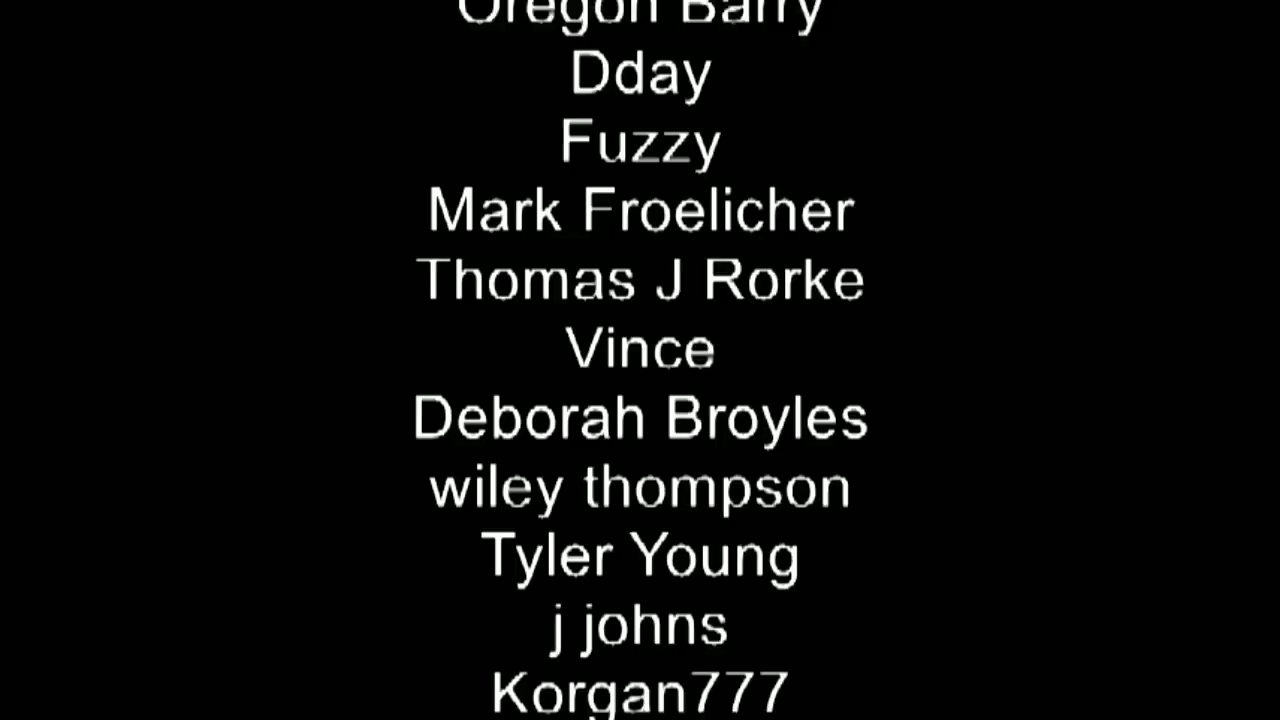 Oregon Barry
Dday
Fuzzy
Mark Froelicher
Thomas J Rorke
Vince
Deborah Broyles
wiley thompson
Tyler Young
j johns
Korgan777